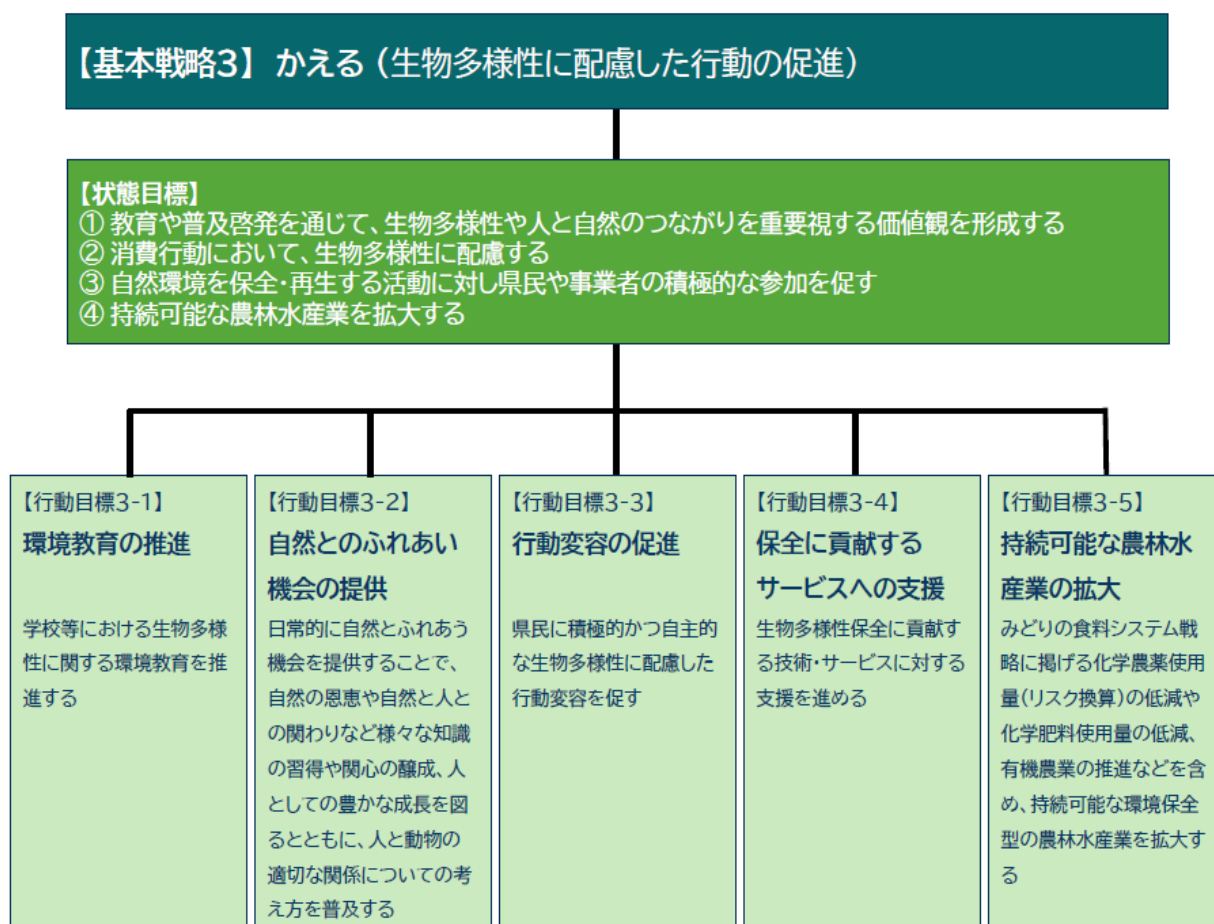 【基本戦略3】 かえる（生物多様性に配慮した行動の促進）
【状態目標】
① 教育や普及啓発を通じて、生物多様性や人と自然のつながりを重要視する価値観を形成する
② 消費行動において、生物多様性に配慮する
③ 自然環境を保全・再生する活動に対し県民や事業者の積極的な参加を促す
④ 持続可能な農林水産業を拡大する
【行動目標3-1】
環境教育の推進
学校等における生物多様
性に関する環境教育を推
進する
【行動目標3-2】
自然とのふれあい
機会の提供
日常的に自然とふれあう
機会を提供することで、
自然の恩恵や自然と人と
の関わりなど様々な知識
の習得や関心の醸成、人
としての豊かな成長を図
るとともに、人と動物の
適切な関係についての考
え方を普及する
【行動目標3-3】
行動変容の促進
県民に積極的かつ自主的
な生物多様性に配慮した
行動変容を促す
【行動目標3-4】
保全に貢献する
サービスへの支援
生物多様性保全に貢献す
る技術・サービスに対する
支援を進める
【行動目標3-5】
持続可能な農林水
産業の拡大
みどりの食料システム戦
略に掲げる化学農薬使用
量（リスク換算）の低減や
化学肥料使用量の低減、
有機農業の推進などを含
め、持続可能な環境保全
型の農林水産業を拡大す
る